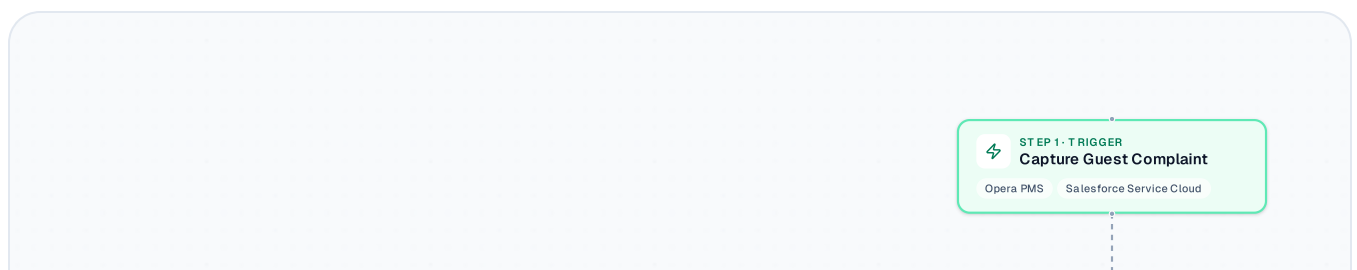 STEP 1 · TRIGGER
Capture Guest Complaint
Opera PMS Salesforce Service Cloud